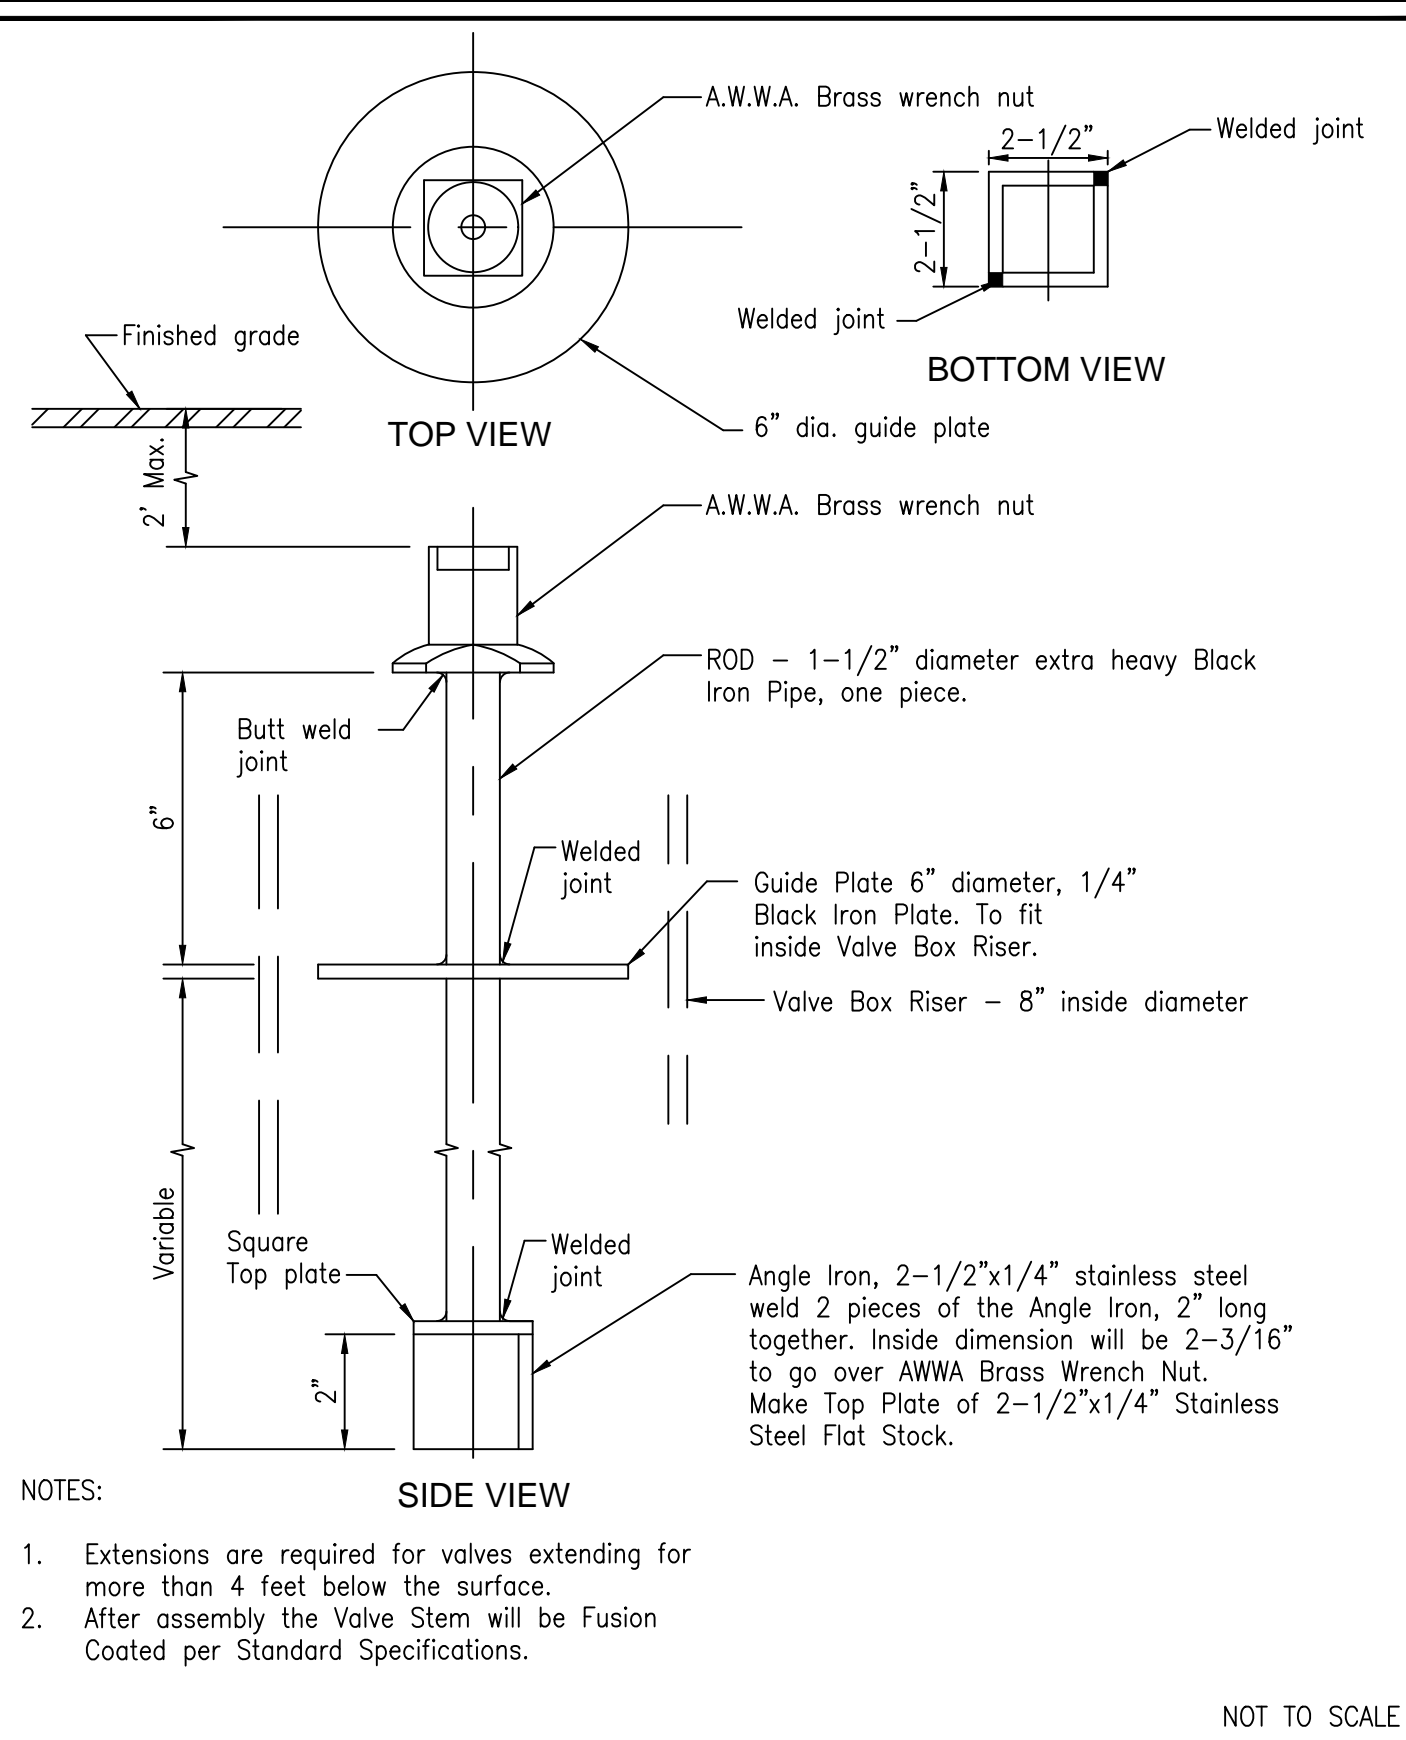 A.W.W.A. Brass wrench nut
2-1/2"
Welded joint
2-1/2"
Welded joint
BOTTOM VIEW
Finished grade
TOP VIEW
6" dia. guide plate
2' Max.
A.W.W.A. Brass wrench nut
ROD - 1-1/2" diameter extra heavy Black
Iron Pipe, one piece.
Butt weld
joint
6"
Welded
joint
Guide Plate 6" diameter, 1/4"
Black Iron Plate. To fit
inside Valve Box Riser.
Valve Box Riser - 8" inside diameter
Variable
Square
Top plate
Welded
joint
Angle Iron, 2-1/2"x1/4" stainless steel
weld 2 pieces of the Angle Iron, 2" long
together. Inside dimension will be 2-3/16"
to go over AWWA Brass Wrench Nut.
Make Top Plate of 2-1/2"x1/4" Stainless
Steel Flat Stock.
2"
SIDE VIEW
NOTES:
1. Extensions are required for valves extending for
more than 4 feet below the surface.
2. After assembly the Valve Stem will be Fusion
Coated per Standard Specifications.
NOT TO SCALE